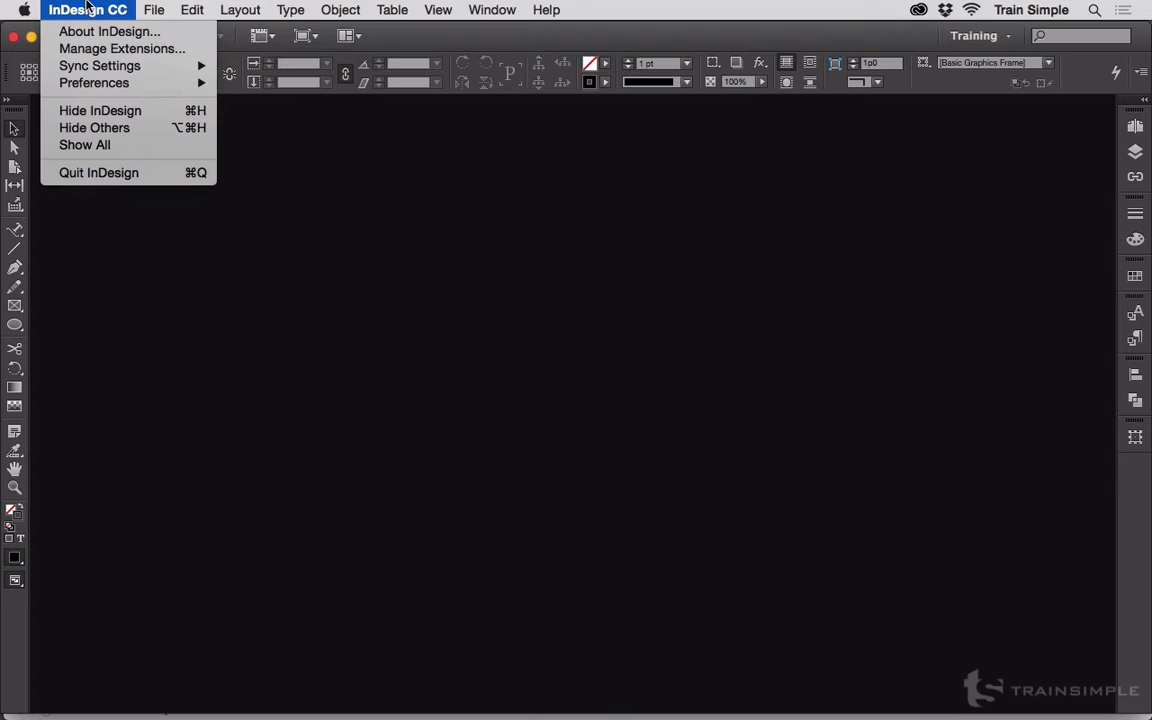 InDesign CC File Edit Layout Type Object Table View Window Help Train Simple
About InDesign...
Manage Extensions...
Sync Settings
Preferences
Hide InDesign ⌘H
Hide Others ⌥⌘H
Show All
Quit InDesign ⌘Q
Training
1 pt
100%
1p0
[Basic Graphics Frame]
TRAINSIMPLE